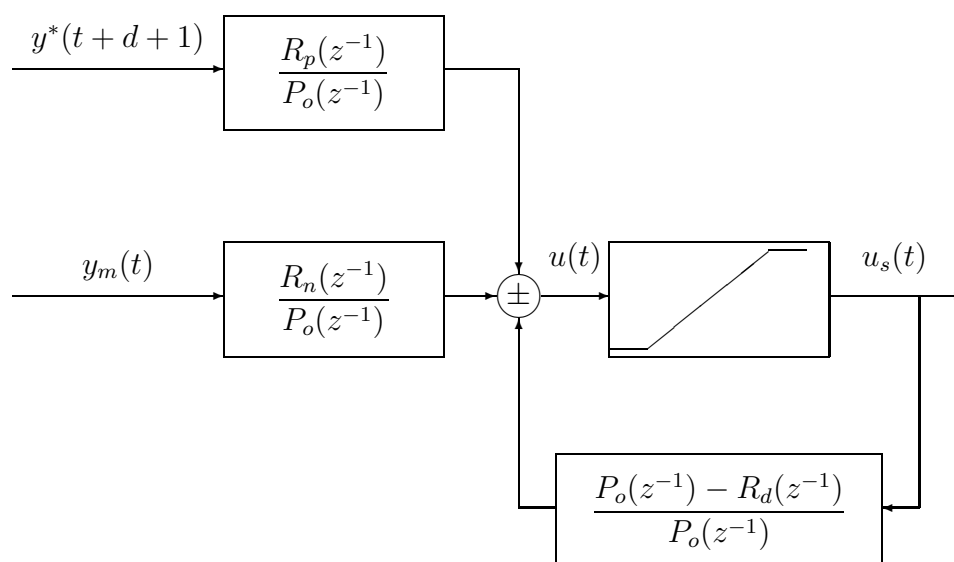 y*(t + d + 1)
R_p(z^{-1})
P_o(z^{-1})
y_m(t)
R_n(z^{-1})
P_o(z^{-1})
±
u(t)
u_s(t)
P_o(z^{-1}) − R_d(z^{-1})
P_o(z^{-1})